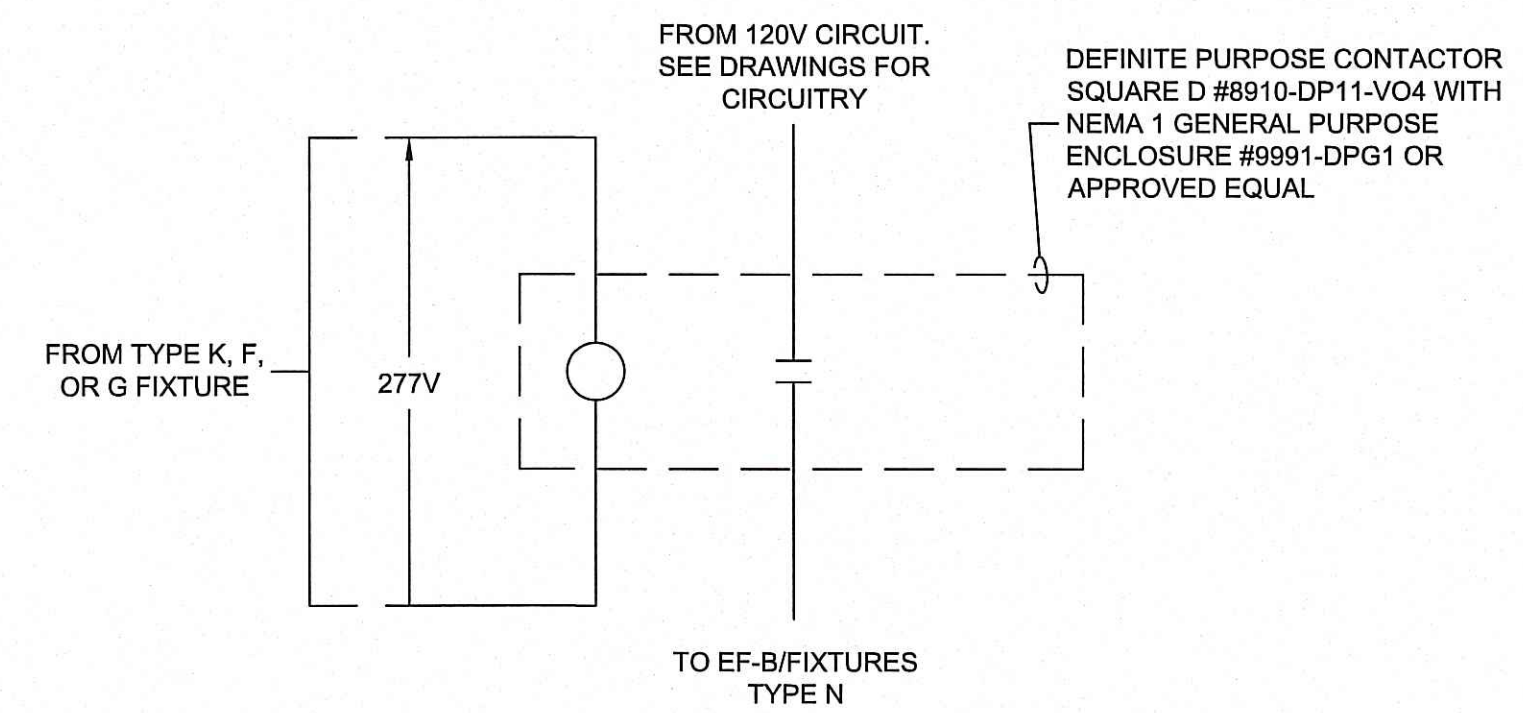 FROM 120V CIRCUIT.
SEE DRAWINGS FOR
CIRCUITRY
DEFINITE PURPOSE CONTACTOR
SQUARE D #8910-DP11-VO4 WITH
NEMA 1 GENERAL PURPOSE
ENCLOSURE #9991-DPG1 OR
APPROVED EQUAL
FROM TYPE K, F,
OR G FIXTURE
277V
TO EF-B/FIXTURES
TYPE N